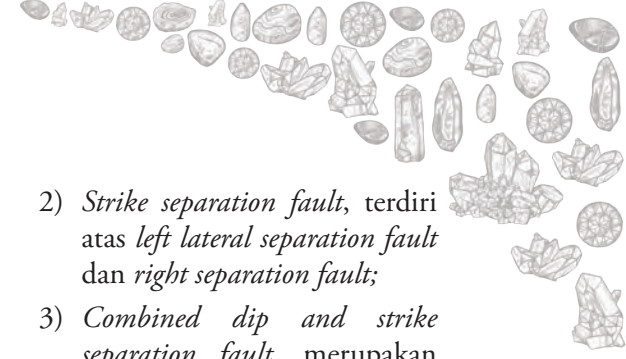 2) Strike separation fault, terdiri
atas left lateral separation fault
dan right separation fault;
3) Combined dip and strike
separation fault, merupakan